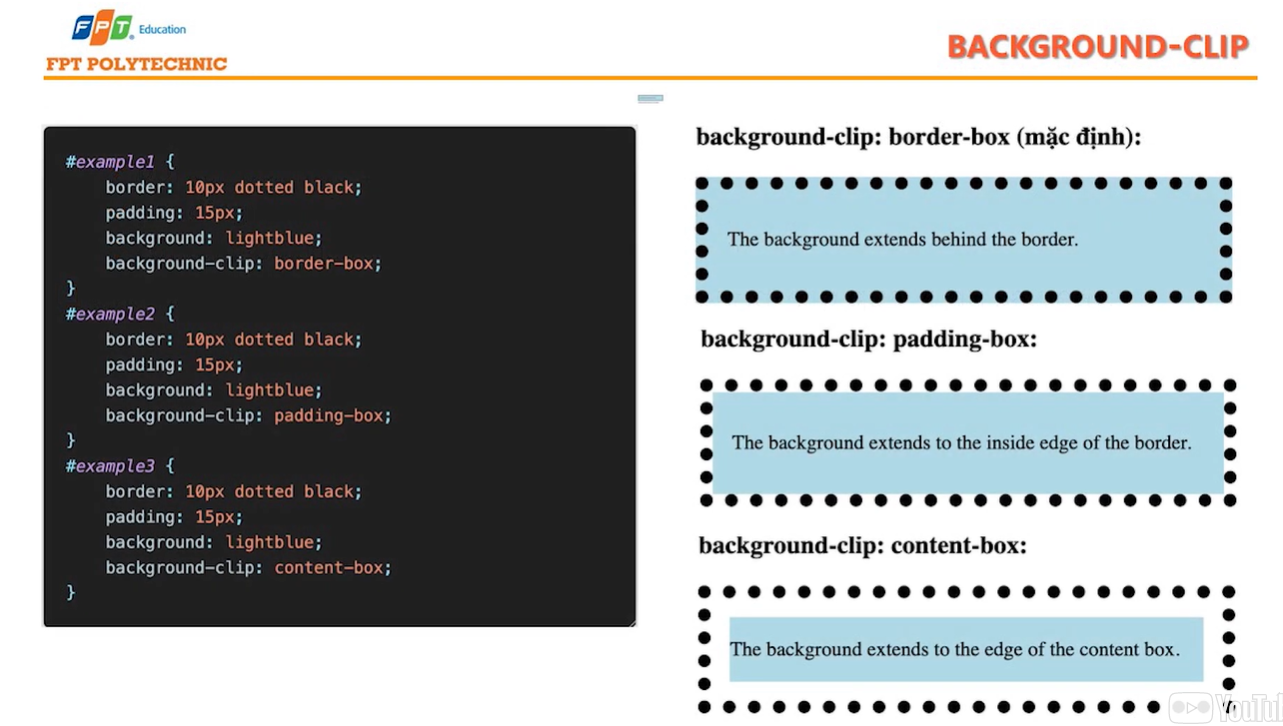 FPT Education
FPT POLYTECHNIC
BACKGROUND-CLIP
#example1 {
    border: 10px dotted black;
    padding: 15px;
    background: lightblue;
    background-clip: border-box;
}
#example2 {
    border: 10px dotted black;
    padding: 15px;
    background: lightblue;
    background-clip: padding-box;
}
#example3 {
    border: 10px dotted black;
    padding: 15px;
    background: lightblue;
    background-clip: content-box;
}
background-clip: border-box (mặc định):
The background extends behind the border.
background-clip: padding-box:
The background extends to the inside edge of the border.
background-clip: content-box:
The background extends to the edge of the content box.